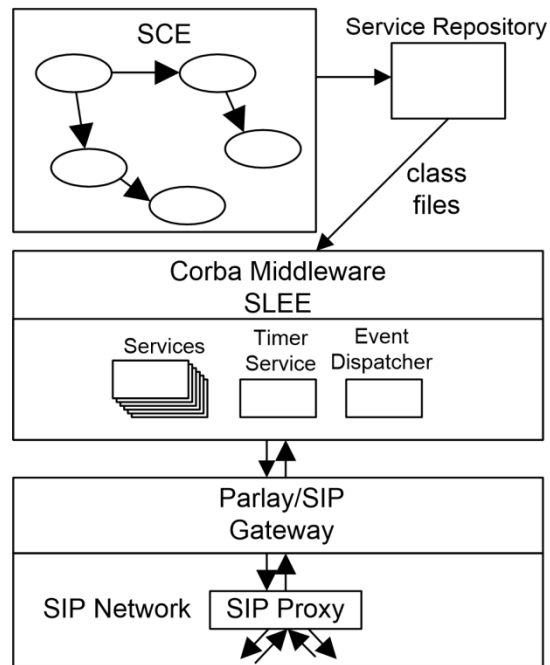 SCE
Service Repository
class
files
Corba Middleware
SLEE
Services
Timer
Service
Event
Dispatcher
Parlay/SIP
Gateway
SIP Network
SIP Proxy